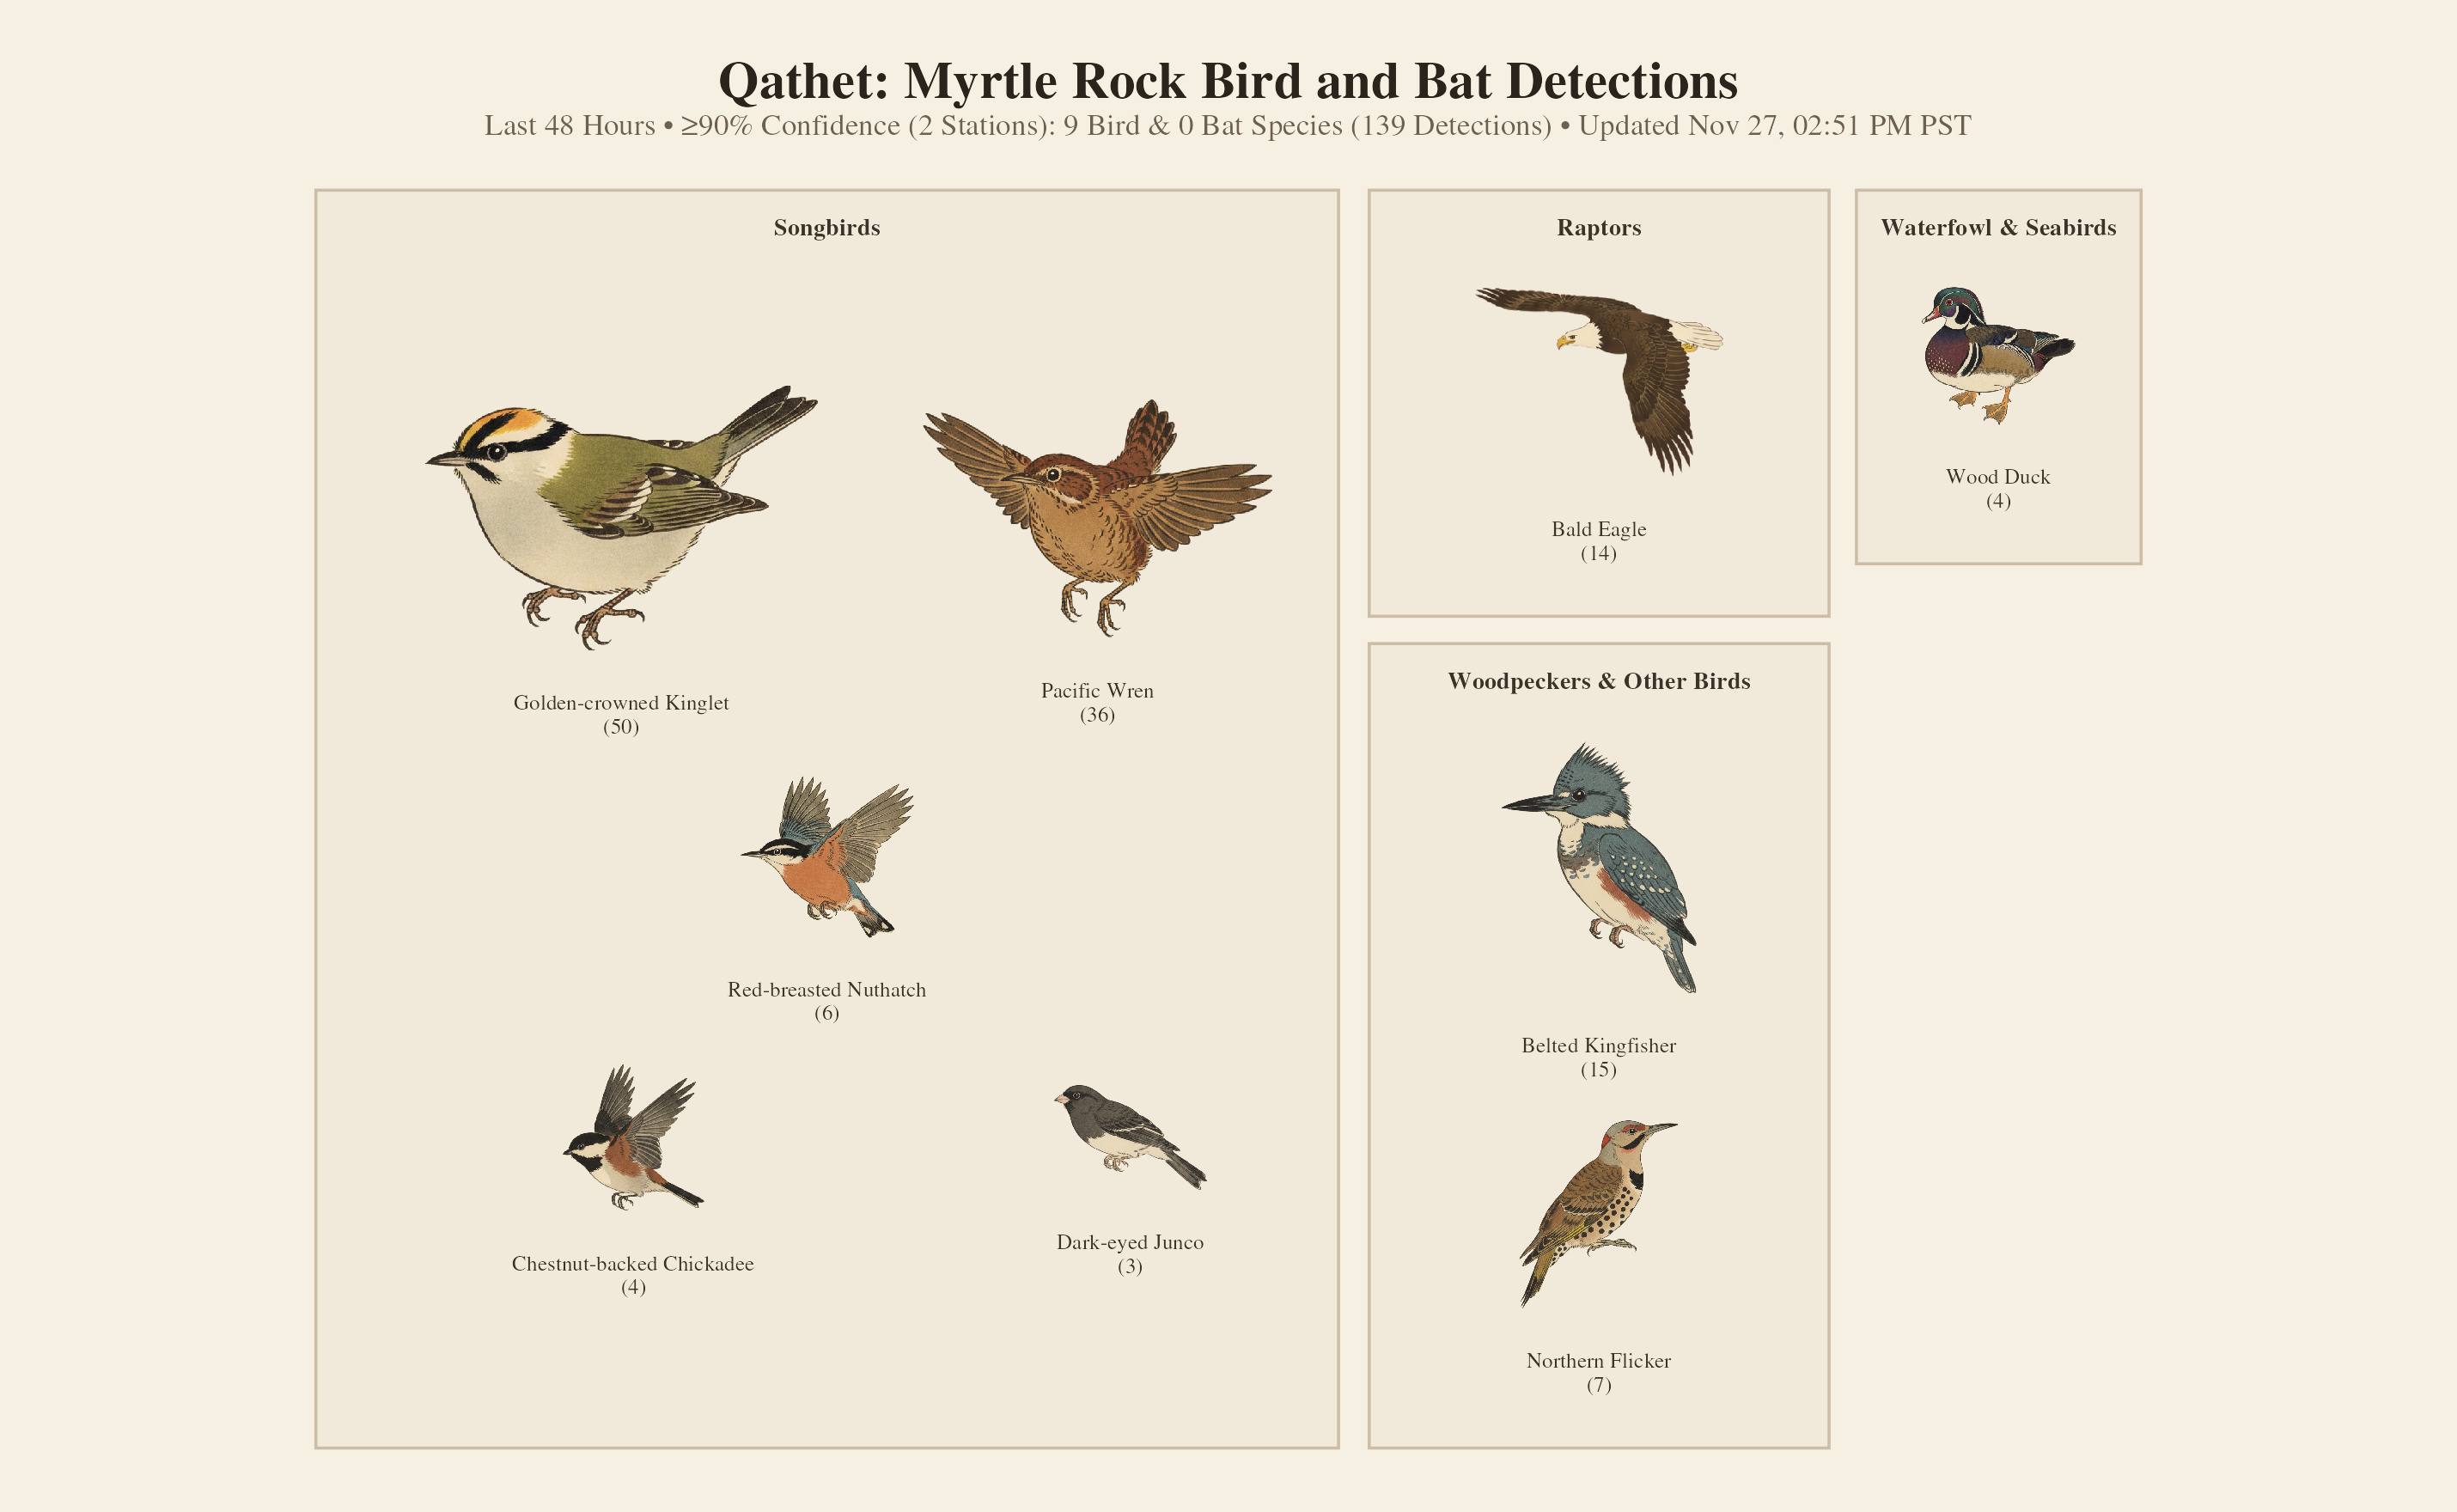 Qathet: Myrtle Rock Bird and Bat Detections
Last 48 Hours • ≥90% Confidence (2 Stations): 9 Bird & 0 Bat Species (139 Detections) • Updated Nov 27, 02:51 PM PST
Songbirds
Golden-crowned Kinglet
(50)
Pacific Wren
(36)
Red-breasted Nuthatch
(6)
Chestnut-backed Chickadee
(4)
Dark-eyed Junco
(3)
Raptors
Bald Eagle
(14)
Woodpeckers & Other Birds
Belted Kingfisher
(15)
Northern Flicker
(7)
Waterfowl & Seabirds
Wood Duck
(4)